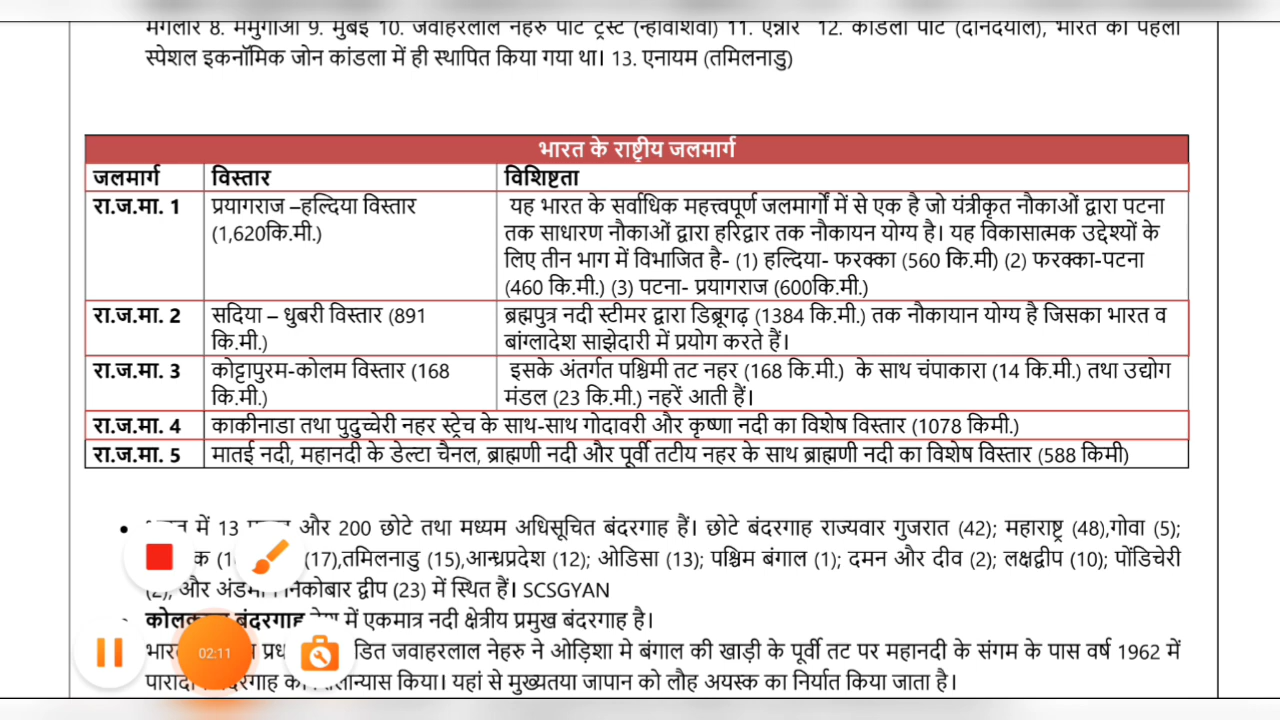 मंगलोर 8. मर्मुगाओ 9. मुंबई 10. जवाहरलाल नेहरु पोर्ट ट्रस्ट (न्हावाशेवा) 11. एन्नोर 12. कांडला पोर्ट (दीनदयाल), भारत का पहला
स्पेशल इकनॉमिक जोन कांडला में ही स्थापित किया गया था। 13. एनायम (तमिलनाडु)
भारत के राष्ट्रीय जलमार्ग
जलमार्ग विस्तार विशिष्टता
रा.ज.मा. 1 प्रयागराज –हल्दिया विस्तार यह भारत के सर्वाधिक महत्त्वपूर्ण जलमार्गों में से एक है जो यंत्रीकृत नौकाओं द्वारा पटना
(1,620कि.मी.) तक साधारण नौकाओं द्वारा हरिद्वार तक नौकायन योग्य है। यह विकासात्मक उद्देश्यों के
लिए तीन भाग में विभाजित है- (1) हल्दिया- फरक्का (560 कि.मी) (2) फरक्का-पटना
(460 कि.मी.) (3) पटना- प्रयागराज (600कि.मी.)
रा.ज.मा. 2 सदिया – धुबरी विस्तार (891 ब्रह्मपुत्र नदी स्टीमर द्वारा डिब्रूगढ़ (1384 कि.मी.) तक नौकायान योग्य है जिसका भारत व
कि.मी.) बांग्लादेश साझेदारी में प्रयोग करते हैं।
रा.ज.मा. 3 कोट्टापुरम-कोलम विस्तार (168 इसके अंतर्गत पश्चिमी तट नहर (168 कि.मी.) के साथ चंपाकारा (14 कि.मी.) तथा उद्योग
कि.मी.) मंडल (23 कि.मी.) नहरें आती हैं।
रा.ज.मा. 4 काकीनाडा तथा पुदुच्चेरी नहर स्ट्रेच के साथ-साथ गोदावरी और कृष्णा नदी का विशेष विस्तार (1078 किमी.)
रा.ज.मा. 5 मातई नदी, महानदी के डेल्टा चैनल, ब्राह्मणी नदी और पूर्वी तटीय नहर के साथ ब्राह्मणी नदी का विशेष विस्तार (588 किमी)
में 13 और 200 छोटे तथा मध्यम अधिसूचित बंदरगाह हैं। छोटे बंदरगाह राज्यवार गुजरात (42); महाराष्ट्र (48),गोवा (5);
(17),तमिलनाडु (15),आन्ध्रप्रदेश (12); ओडिसा (13); पश्चिम बंगाल (1); दमन और दीव (2); लक्षद्वीप (10); पोंडिचेरी
और द्वीप (23) में स्थित हैं। SCSGYAN
बंदरगाह में एकमात्र नदी क्षेत्रीय प्रमुख बंदरगाह है।
जवाहरलाल नेहरू ने ओड़िशा मे बंगाल की खाड़ी के पूर्वी तट पर महानदी के संगम के पास वर्ष 1962 में
किया। यहां से मुख्यतया जापान को लौह अयस्क का निर्यात किया जाता है।
02:11